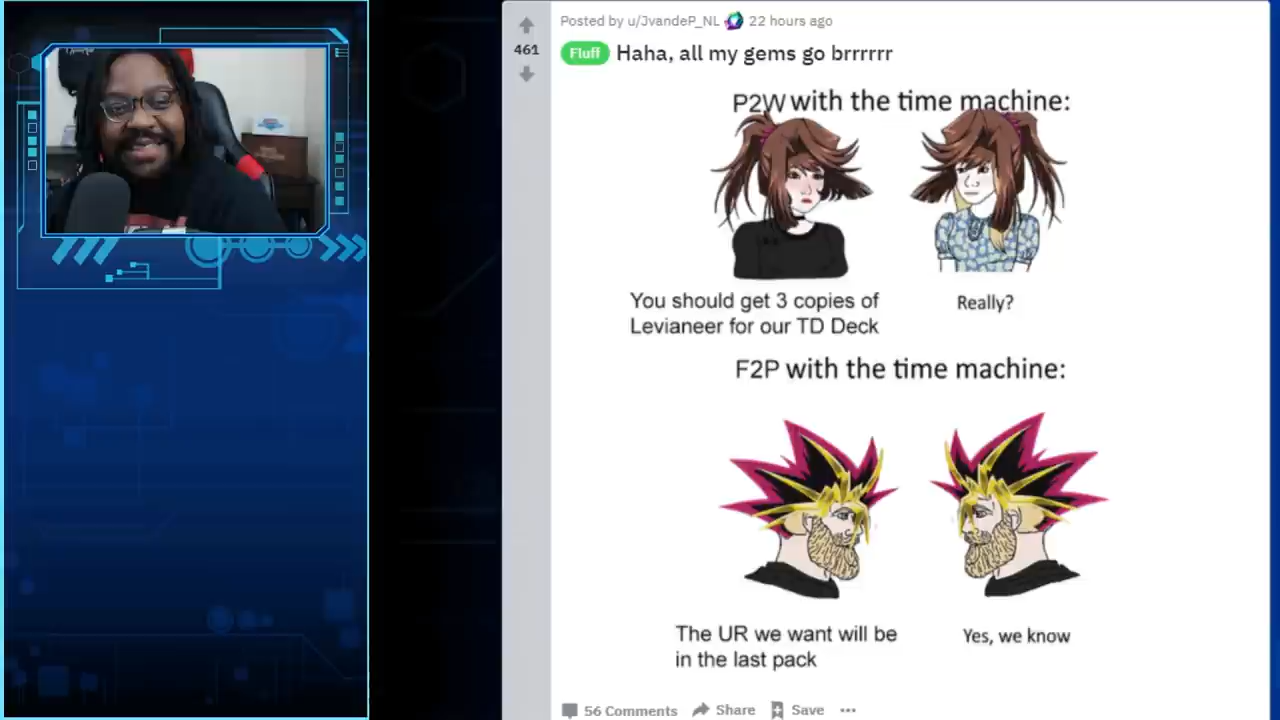 Posted by u/JvandeP_NL 22 hours ago
461
Fluff Haha, all my gems go brrrrrr
P2W with the time machine:
You should get 3 copies of
Levianeer for our TD Deck
Really?
F2P with the time machine:
The UR we want will be
in the last pack
Yes, we know
56 Comments Share Save